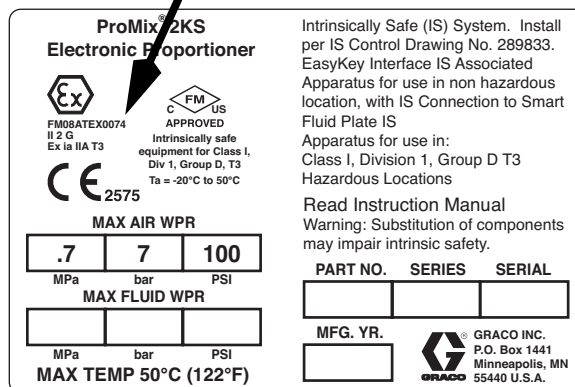 ProMix® 2KS
Electronic Proportioner
Ex
FM08ATEX0074
II 2 G
Ex ia IIA T3
CE 2575
C FM US
APPROVED
Intrinsically safe
equipment for Class I,
Div 1, Group D, T3
Ta = -20°C to 50°C
MAX AIR WPR
.7 7 100
MPa bar PSI
MAX FLUID WPR
MPa bar PSI
MAX TEMP 50°C (122°F)
Intrinsically Safe (IS) System. Install
per IS Control Drawing No. 289833.
EasyKey Interface IS Associated
Apparatus for use in non hazardous
location, with IS Connection to Smart
Fluid Plate IS
Apparatus for use in:
Class I, Division 1, Group D T3
Hazardous Locations
Read Instruction Manual
Warning: Substitution of components
may impair intrinsic safety.
PART NO. SERIES SERIAL
MFG. YR.
GRACO ®
GRACO INC.
P.O. Box 1441
Minneapolis, MN
55440 U.S.A.